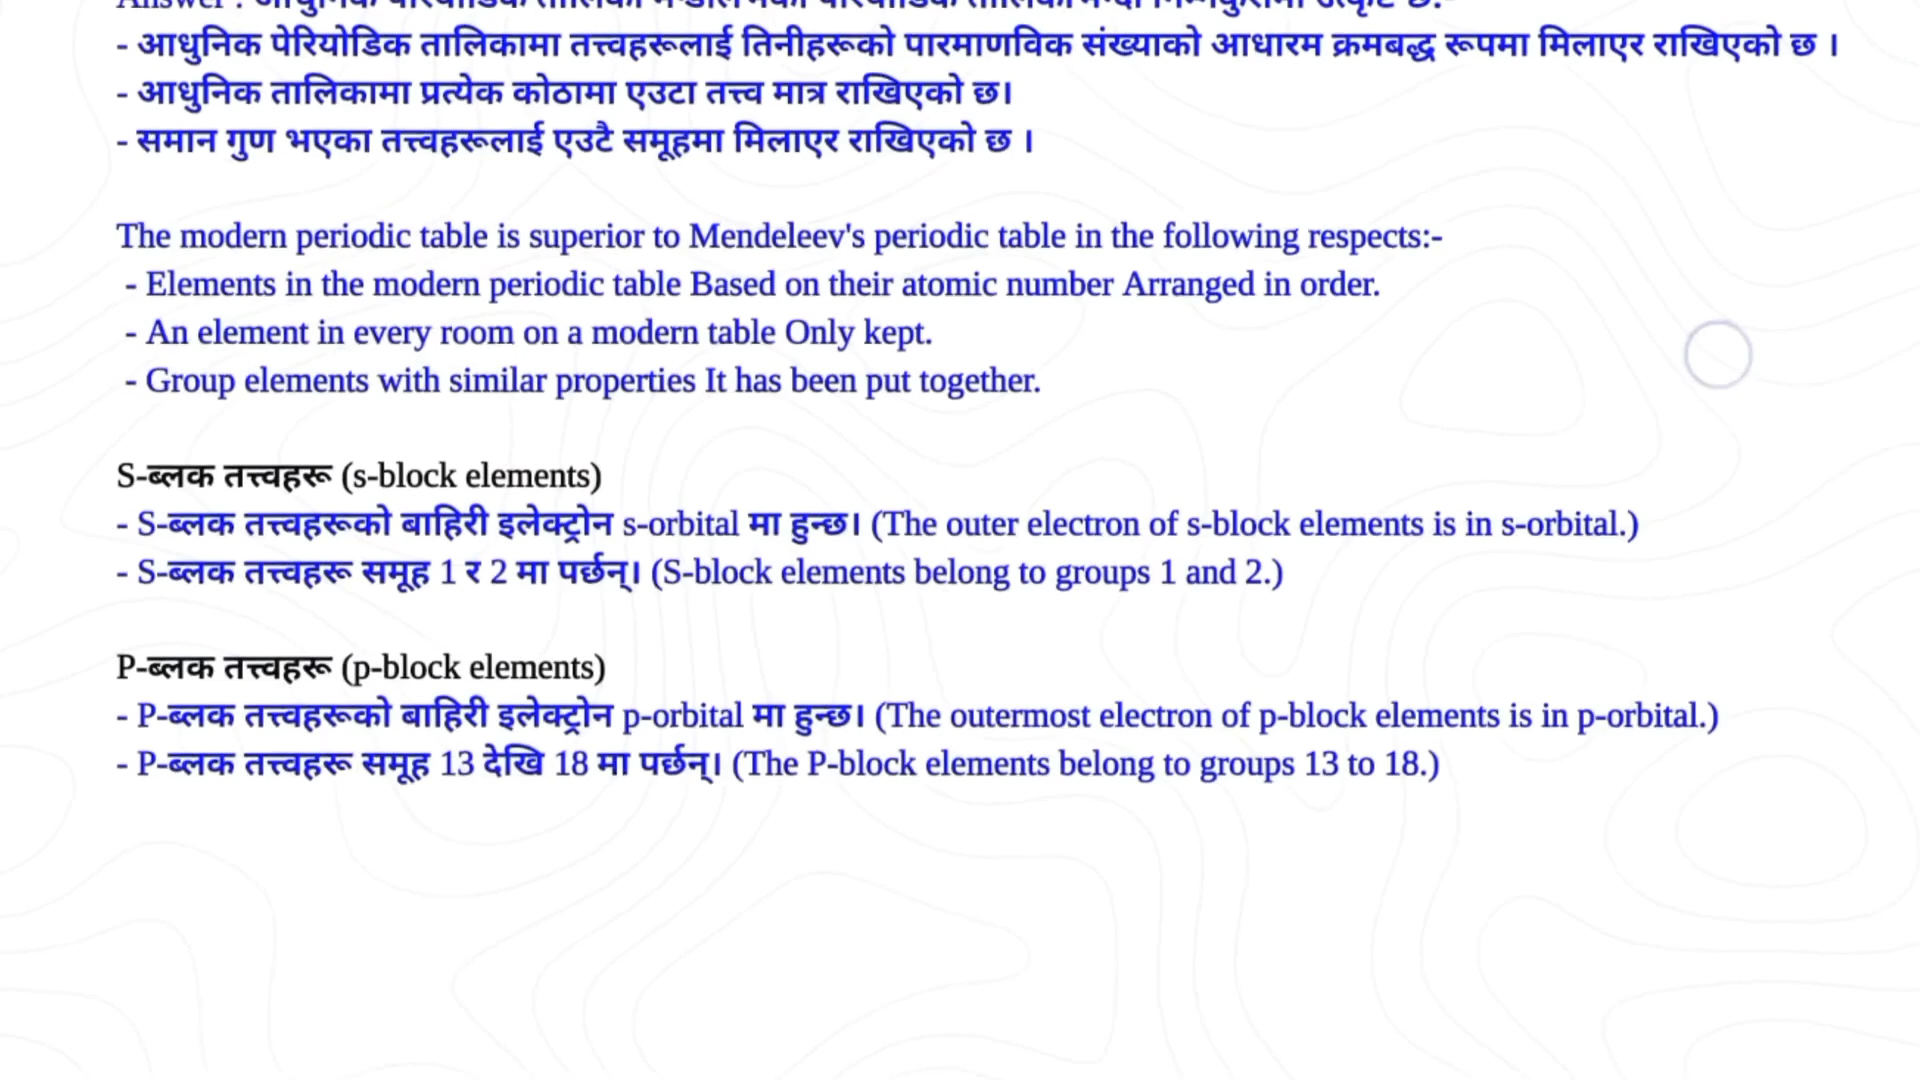 - आधुनिक पेरियोडिक तालिकामा तत्त्वहरूलाई तिनीहरूको पारमाणविक संख्याको आधारम क्रमबद्ध रूपमा मिलाएर राखिएको छ ।
- आधुनिक तालिकामा प्रत्येक कोठामा एउटा तत्त्व मात्र राखिएको छ।
- समान गुण भएका तत्त्वहरूलाई एउटै समूहमा मिलाएर राखिएको छ ।
The modern periodic table is superior to Mendeleev's periodic table in the following respects:-
- Elements in the modern periodic table Based on their atomic number Arranged in order.
- An element in every room on a modern table Only kept.
- Group elements with similar properties It has been put together.
S-ब्लक तत्त्वहरू (s-block elements)
- S-ब्लक तत्त्वहरूको बाहिरी इलेक्ट्रोन s-orbital मा हुन्छ। (The outer electron of s-block elements is in s-orbital.)
- S-ब्लक तत्त्वहरू समूह 1 र 2 मा पर्छन्। (S-block elements belong to groups 1 and 2.)
P-ब्लक तत्त्वहरू (p-block elements)
- P-ब्लक तत्त्वहरूको बाहिरी इलेक्ट्रोन p-orbital मा हुन्छ। (The outermost electron of p-block elements is in p-orbital.)
- P-ब्लक तत्त्वहरू समूह 13 देखि 18 मा पर्छन्। (The P-block elements belong to groups 13 to 18.)